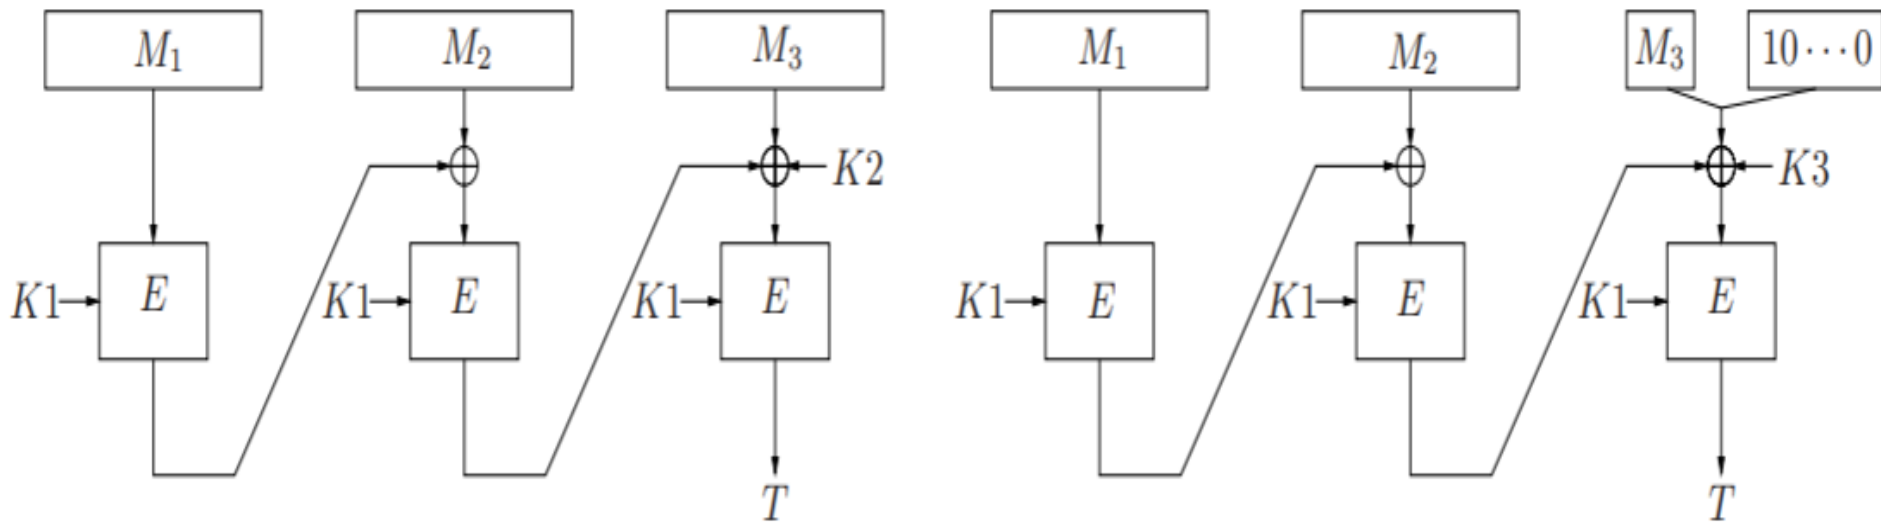 M₁ M₂ M₃ M₁ M₂ M₃ 10⋯0
K2 K3
K1 E K1 E K1 E K1 E K1 E K1 E
T T